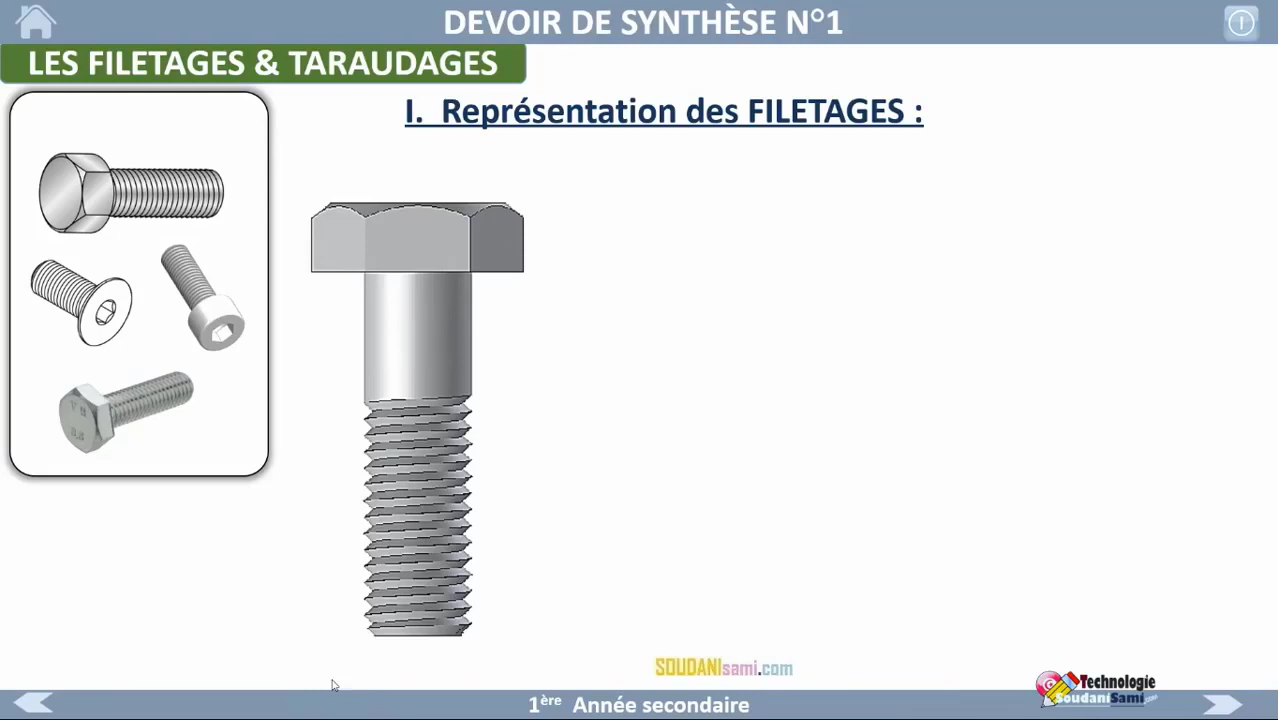 DEVOIR DE SYNTHÈSE N°1
LES FILETAGES & TARAUDAGES
I. Représentation des FILETAGES :
SOUDANIsami.com
Technologie
SoudaniSami
1ère Année secondaire